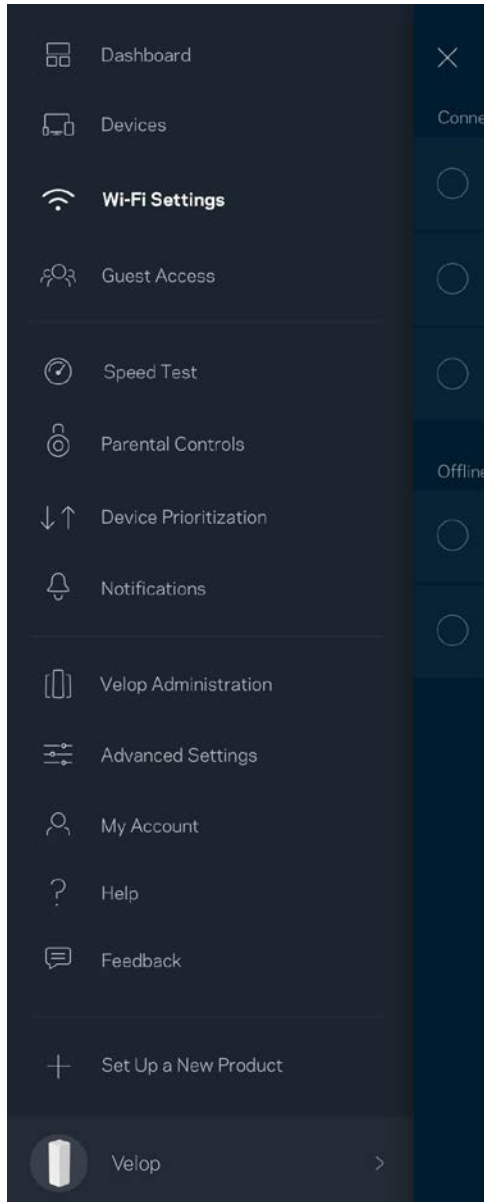 Dashboard
Devices
Conne
Wi-Fi Settings
Guest Access
Speed Test
Parental Controls
Offline
Device Prioritization
Notifications
Velop Administration
Advanced Settings
My Account
Help
Feedback
Set Up a New Product
Velop